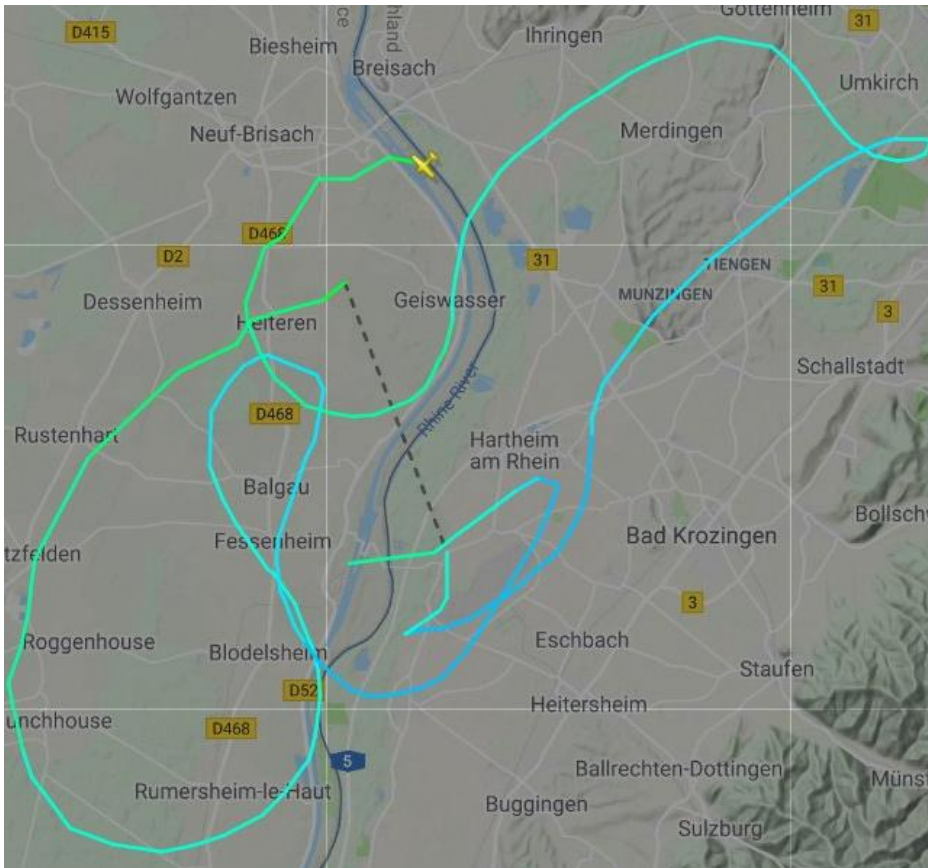 D415
Biesheim
Ihringen
Gottenheim
31
Umkirch
Breisach
Wolfgantzen
Neuf-Brisach
Merdingen
D468
D2
31
TIENGEN
Dessenheim
Geiswasser
MUNZINGEN
31
3
Heiteren
Schallstadt
Rhine River
D468
Rustenhart
Hartheim
am Rhein
Balgau
Bollschw
Fessenheim
Bad Krozingen
tzfelden
3
Roggenhouse
Blodelsheim
Eschbach
Staufen
D52
Heitersheim
unchhouse
D468
5
Rumersheim-le-Haut
Ballrechten-Dottingen
Münst
Buggingen
Sulzburg